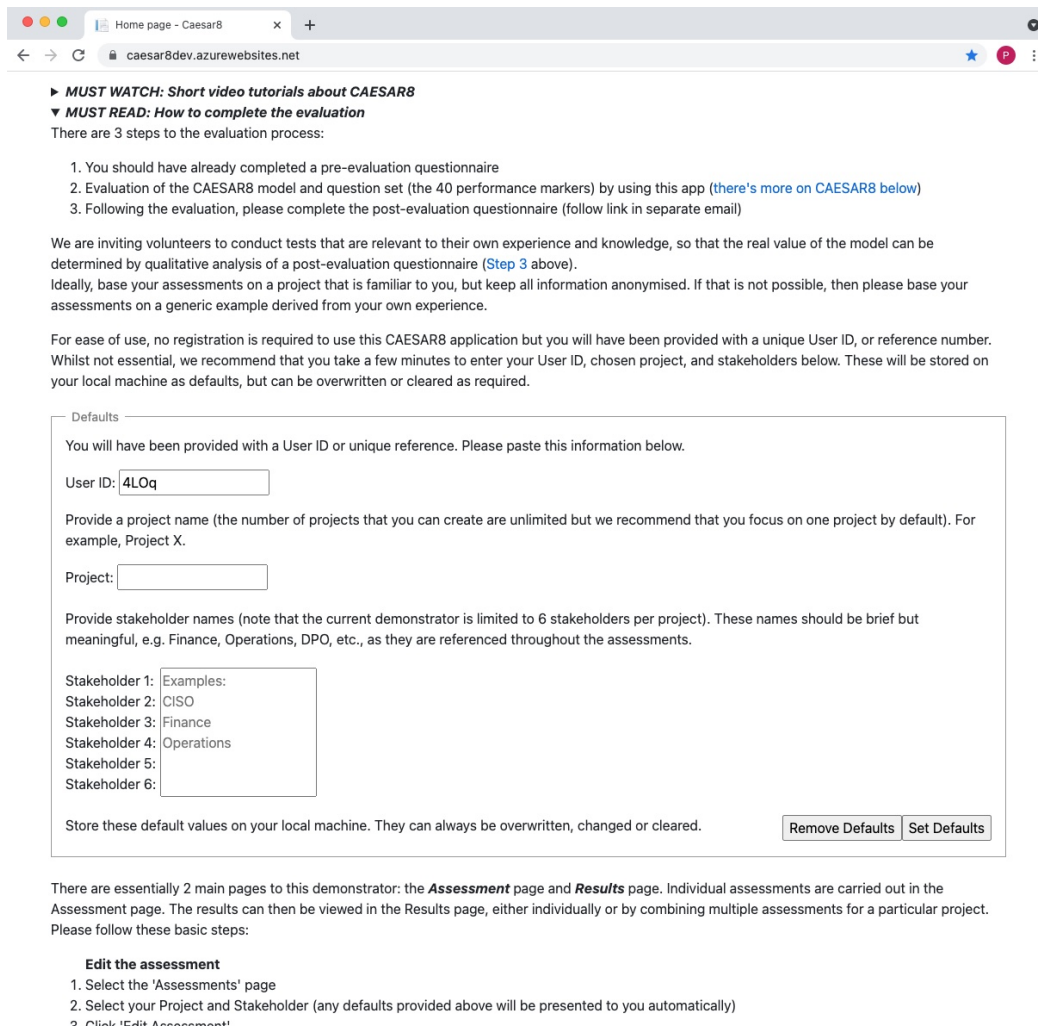 Home page - Caesar8
caesar8dev.azurewebsites.net
P
MUST WATCH: Short video tutorials about CAESAR8
MUST READ: How to complete the evaluation
There are 3 steps to the evaluation process:
1. You should have already completed a pre-evaluation questionnaire
2. Evaluation of the CAESAR8 model and question set (the 40 performance markers) by using this app (there's more on CAESAR8 below)
3. Following the evaluation, please complete the post-evaluation questionnaire (follow link in separate email)
We are inviting volunteers to conduct tests that are relevant to their own experience and knowledge, so that the real value of the model can be
determined by qualitative analysis of a post-evaluation questionnaire (Step 3 above).
Ideally, base your assessments on a project that is familiar to you, but keep all information anonymised. If that is not possible, then please base your
assessments on a generic example derived from your own experience.
For ease of use, no registration is required to use this CAESAR8 application but you will have been provided with a unique User ID, or reference number.
Whilst not essential, we recommend that you take a few minutes to enter your User ID, chosen project, and stakeholders below. These will be stored on
your local machine as defaults, but can be overwritten or cleared as required.
Defaults
You will have been provided with a User ID or unique reference. Please paste this information below.
User ID: 4LOq
Provide a project name (the number of projects that you can create are unlimited but we recommend that you focus on one project by default). For
example, Project X.
Project:
Provide stakeholder names (note that the current demonstrator is limited to 6 stakeholders per project). These names should be brief but
meaningful, e.g. Finance, Operations, DPO, etc., as they are referenced throughout the assessments.
Stakeholder 1: Examples:
Stakeholder 2: CISO
Stakeholder 3: Finance
Stakeholder 4: Operations
Stakeholder 5:
Stakeholder 6:
Store these default values on your local machine. They can always be overwritten, changed or cleared. Remove Defaults Set Defaults
There are essentially 2 main pages to this demonstrator: the Assessment page and Results page. Individual assessments are carried out in the
Assessment page. The results can then be viewed in the Results page, either individually or by combining multiple assessments for a particular project.
Please follow these basic steps:
Edit the assessment
1. Select the 'Assessments' page
2. Select your Project and Stakeholder (any defaults provided above will be presented to you automatically)
3. Click 'Edit Assessment'